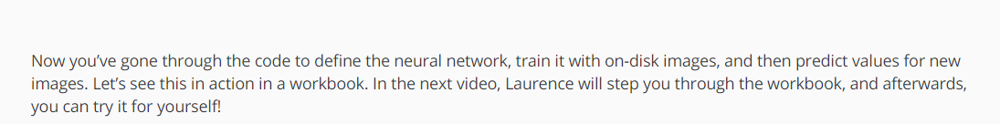 Now you’ve gone through the code to define the neural network, train it with on-disk images, and then predict values for new
images. Let’s see this in action in a workbook. In the next video, Laurence will step you through the workbook, and afterwards,
you can try it for yourself!